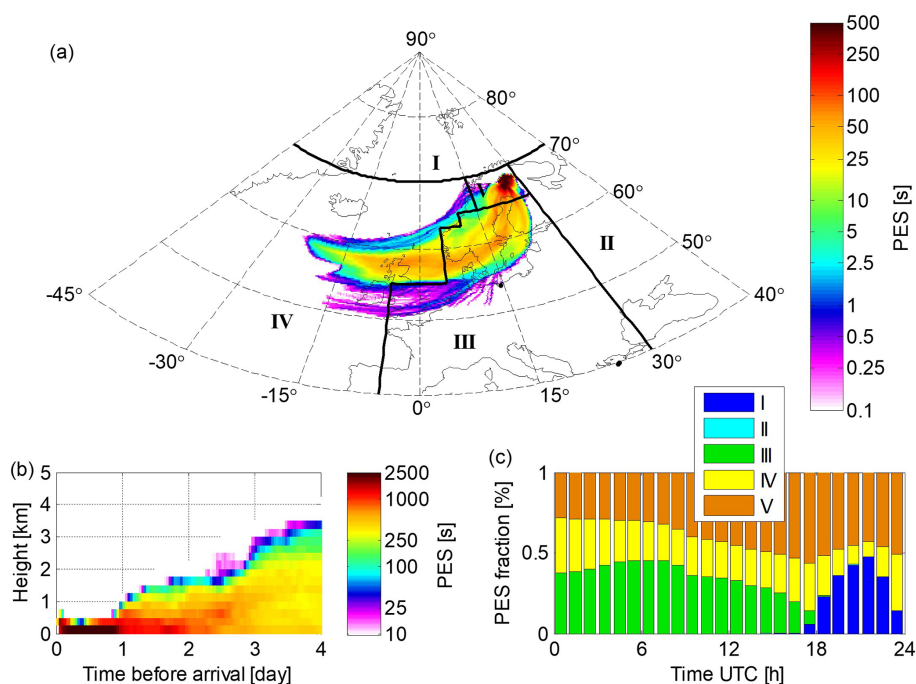 (a)
90°
80°
70°
60°
50°
40°
30°
15°
0°
-15°
-30°
-45°
I
II
III
IV
V
500
250
100
50
25
10
5
2.5
1
0.5
0.25
0.1
PES [s]
(b)
5
4
3
2
1
0
Height [km]
0
1
2
3
4
Time before arrival [day]
2500
1000
500
250
100
50
25
10
PES [s]
(c)
I
II
III
IV
V
1
0.5
0
PES fraction [%]
0
6
12
18
24
Time UTC [h]